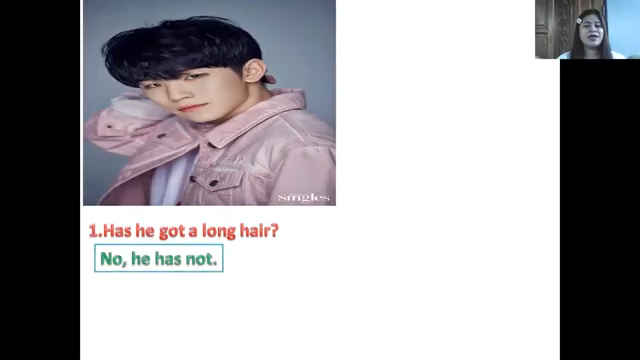 Singles
1.Has he got a long hair?
No, he has not.